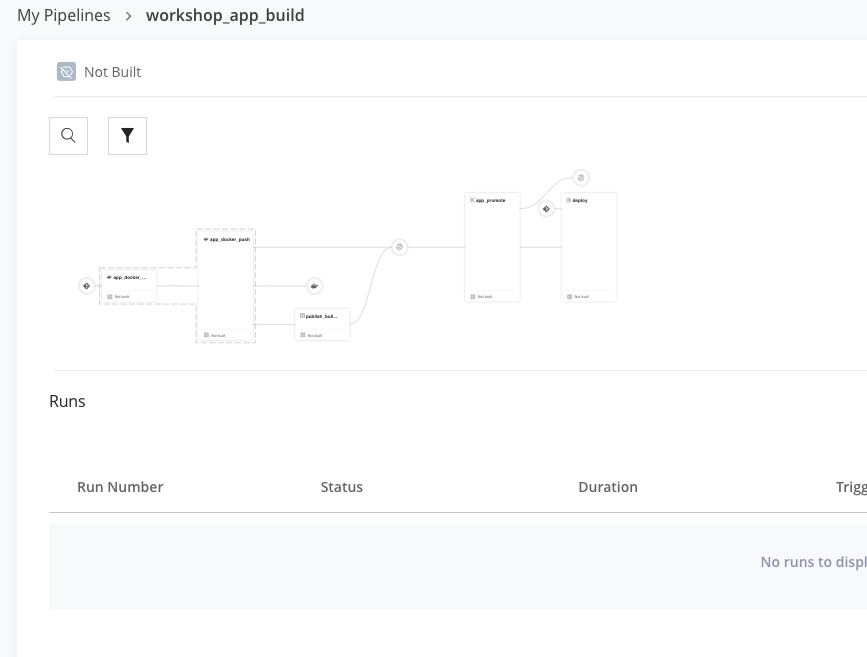 My Pipelines > workshop_app_build
Not Built
app_promote
deploy
app_docker_push
app_docker_...
Not built
Not built
Not built
publish_buil...
Not built
Not built
Runs
Run Number Status Duration Trigg
No runs to displ